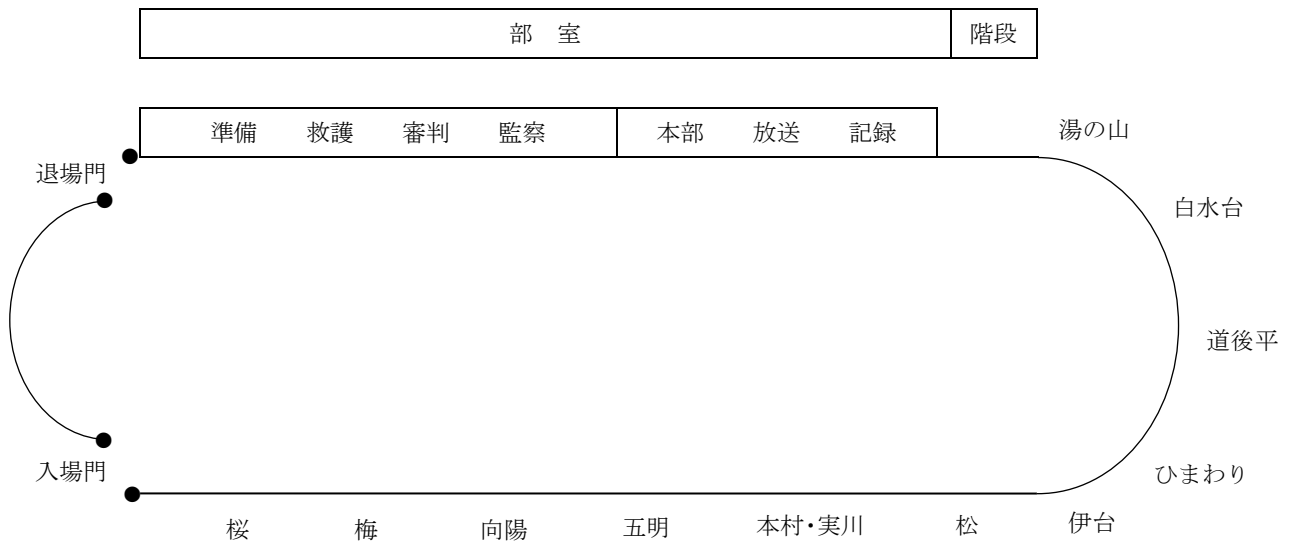 部 室 階段
準備 救護 審判 監察 本部 放送 記録 湯の山
退場門
白水台
道後平
入場門
ひまわり
桜 梅 向陽 五明 本村・実川 松 伊台